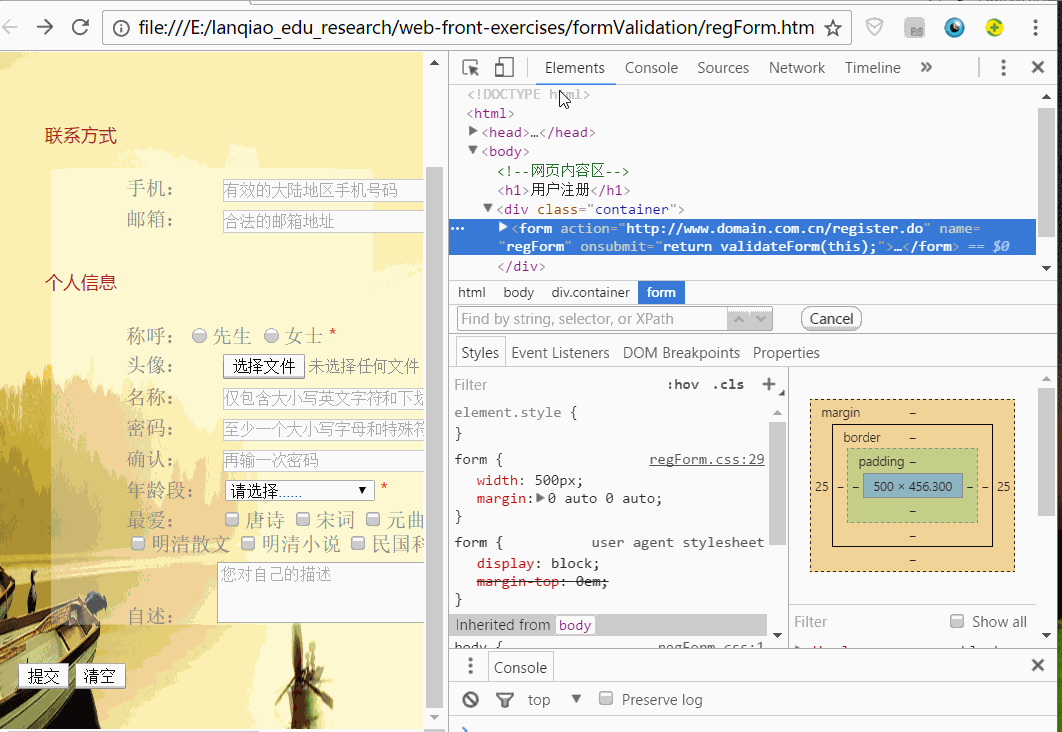 file:///E:/lanqiao_edu_research/web-front-exercises/formValidation/regForm.htm
联系方式
手机: 有效的大陆地区手机号码
邮箱: 合法的邮箱地址
个人信息
称呼: 先生 女士 *
头像: 选择文件 未选择任何文件
名称: 仅包含大小写英文字符和下划
密码: 至少一个大小写字母和特殊符
确认: 再输一次密码
年龄段: 请选择...... *
最爱: 唐诗 宋词 元曲
明清散文 明清小说 民国
您对自己的描述
自述:
提交 清空
Elements Console Sources Network Timeline »
<!DOCTYPE html>
<html>
<head>…</head>
<body>
<!--网页内容区-->
<h1>用户注册</h1>
<div class="container">
<form action="http://www.domain.com.cn/register.do" name=
"regForm" onsubmit="return validateForm(this);">…</form> == $0
</div>
html body div.container form
Find by string, selector, or XPath Cancel
Styles Event Listeners DOM Breakpoints Properties
Filter :hov .cls +
element.style {
}
form { regForm.css:29
width: 500px;
margin: 0 auto 0 auto;
}
form { user agent stylesheet
display: block;
margin-top: 0em;
}
Inherited from body
body { regForm.css:1
margin –
border –
padding –
25 – – 500 × 456.300 – – 25
–
–
–
Filter Show all
Console
top Preserve log